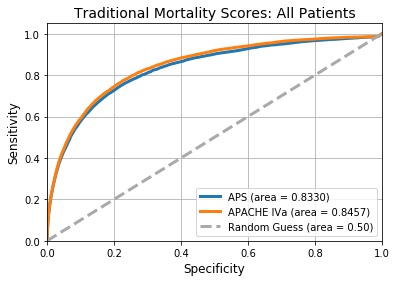 Traditional Mortality Scores: All Patients
1.0
0.8
0.6
0.4
0.2
0.0
Sensitivity
APS (area = 0.8330)
APACHE IVa (area = 0.8457)
Random Guess (area = 0.50)
0.0 0.2 0.4 0.6 0.8 1.0
Specificity